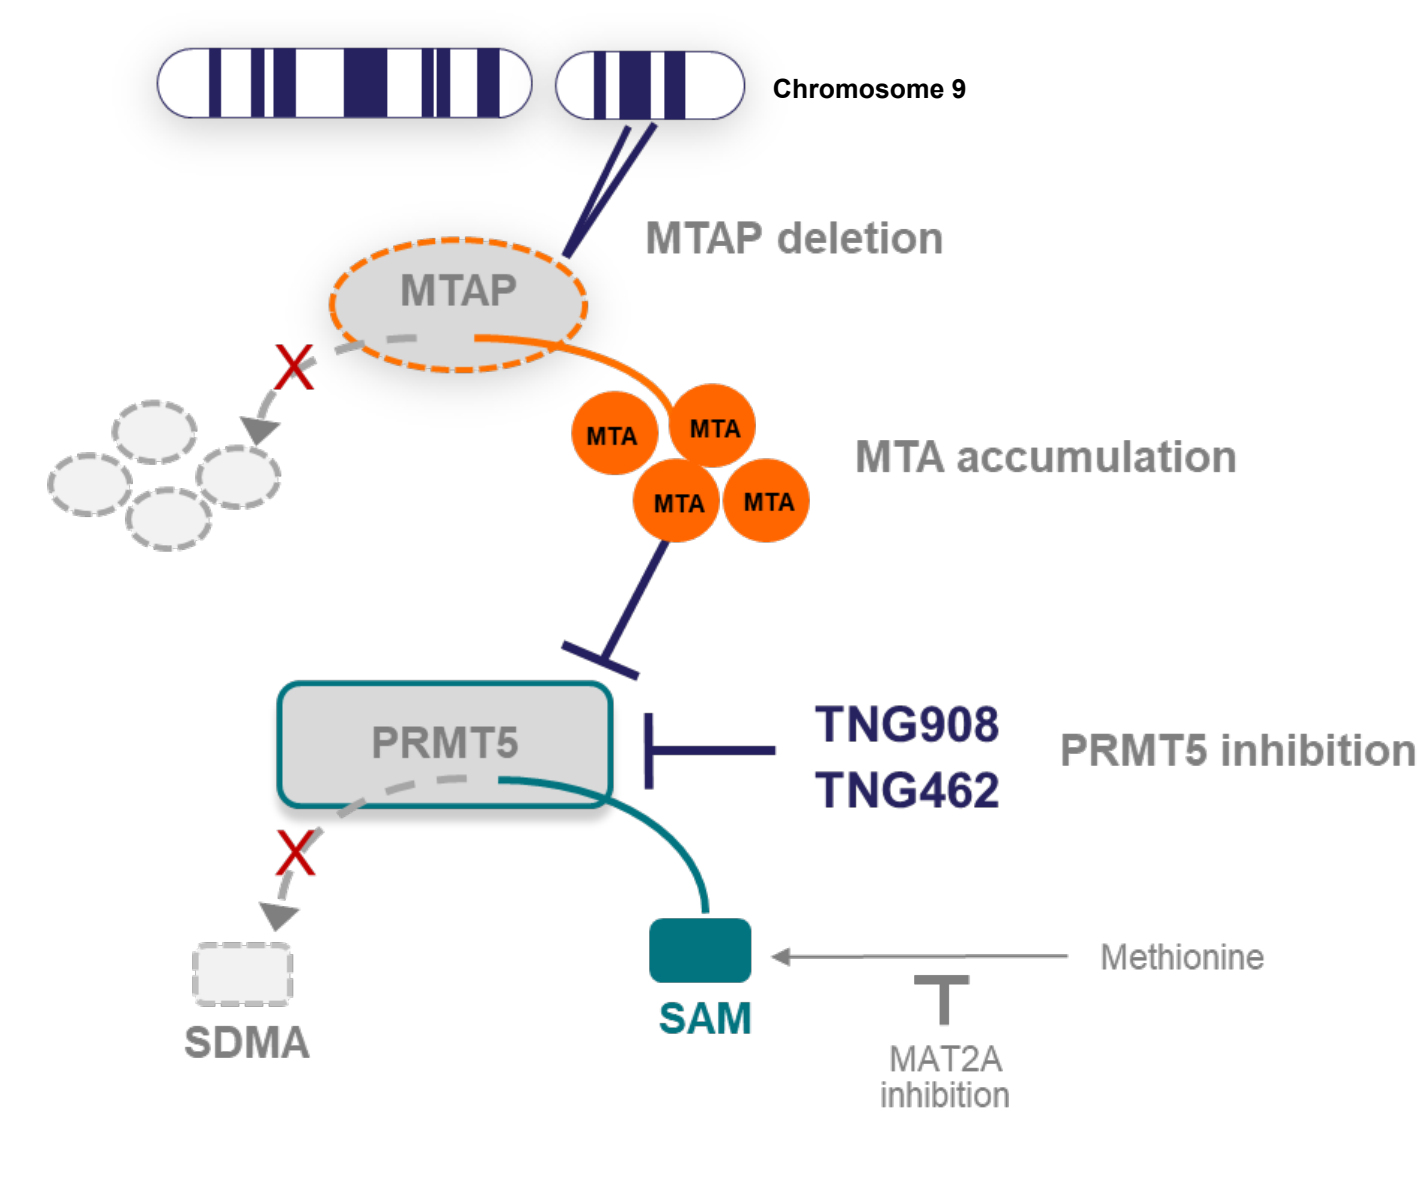 Chromosome 9
MTAP deletion
MTAP
MTA
MTA
MTA
MTA
MTA accumulation
PRMT5
TNG908
TNG462
PRMT5 inhibition
SAM
Methionine
SDMA
MAT2A
inhibition
X
X